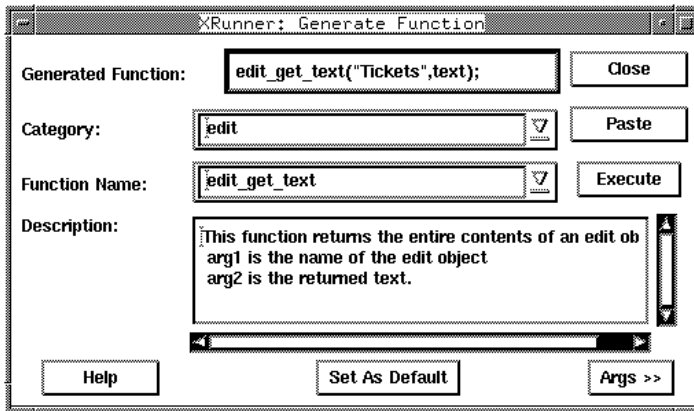 XRunner: Generate Function
Generated Function:
edit_get_text("Tickets",text);
Close
Category:
edit
Paste
Function Name:
edit_get_text
Execute
Description:
This function returns the entire contents of an edit ob
arg1 is the name of the edit object
arg2 is the returned text.
Help
Set As Default
Args >>